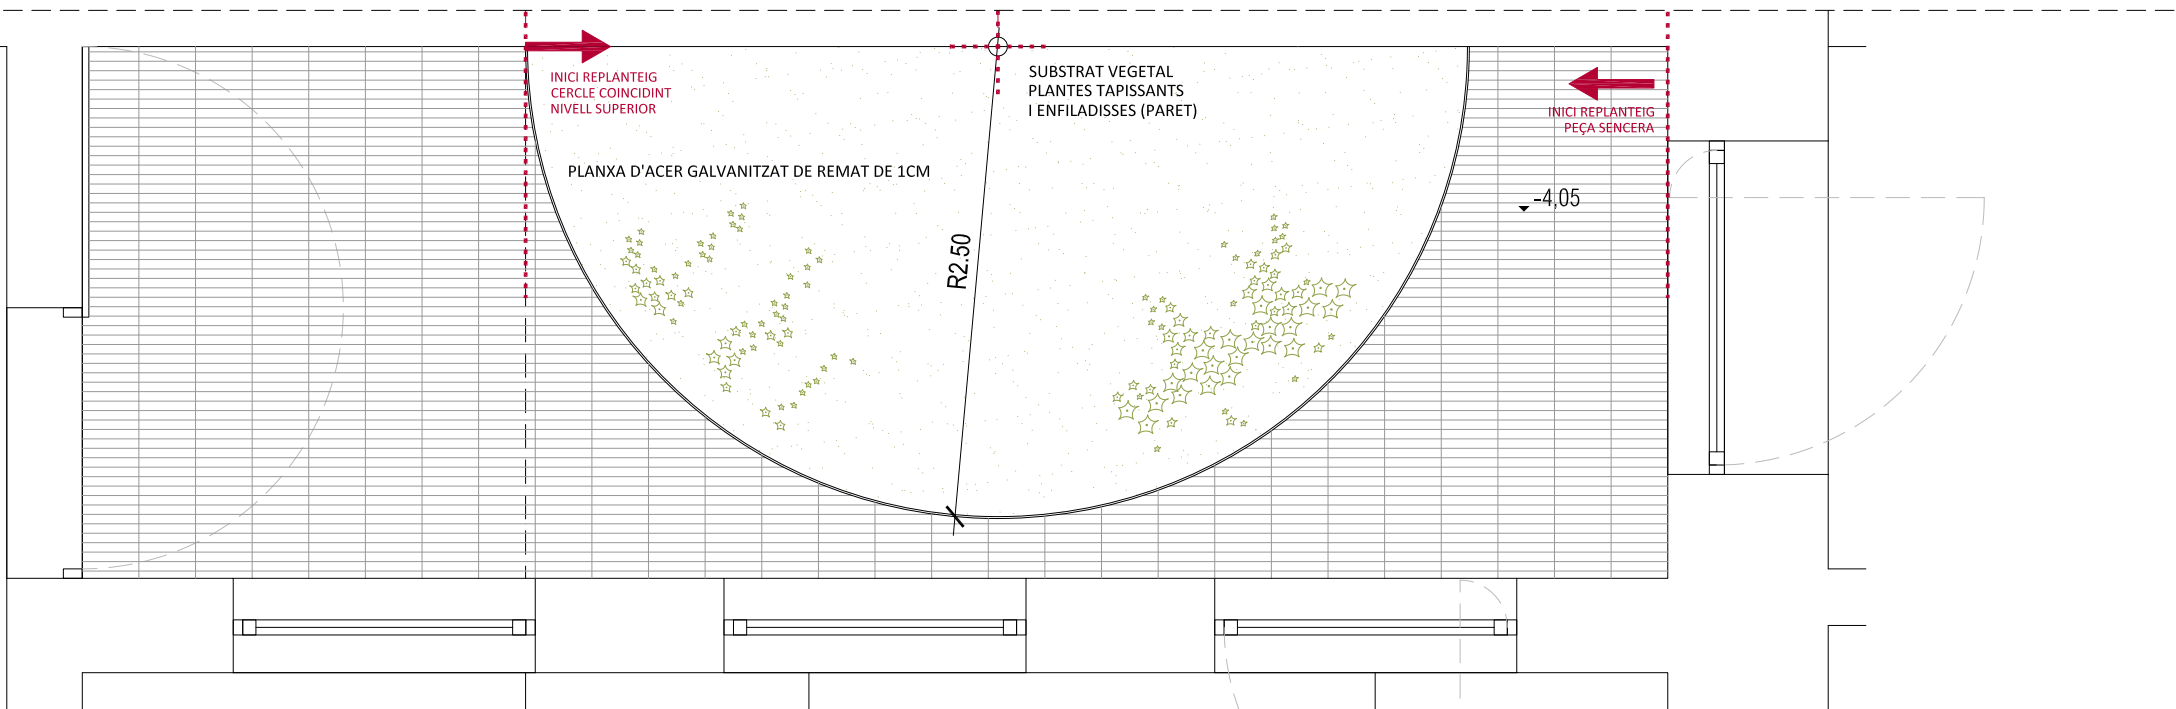 INICI REPLANTEIG
CERCLE COINCIDINT
NIVELL SUPERIOR
SUBSTRAT VEGETAL
PLANTES TAPISSANTS
I ENFILADISSES (PARET)
INICI REPLANTEIG
PEÇA SENCERA
PLANXA D'ACER GALVANITZAT DE REMAT DE 1CM
-4,05
R2.50